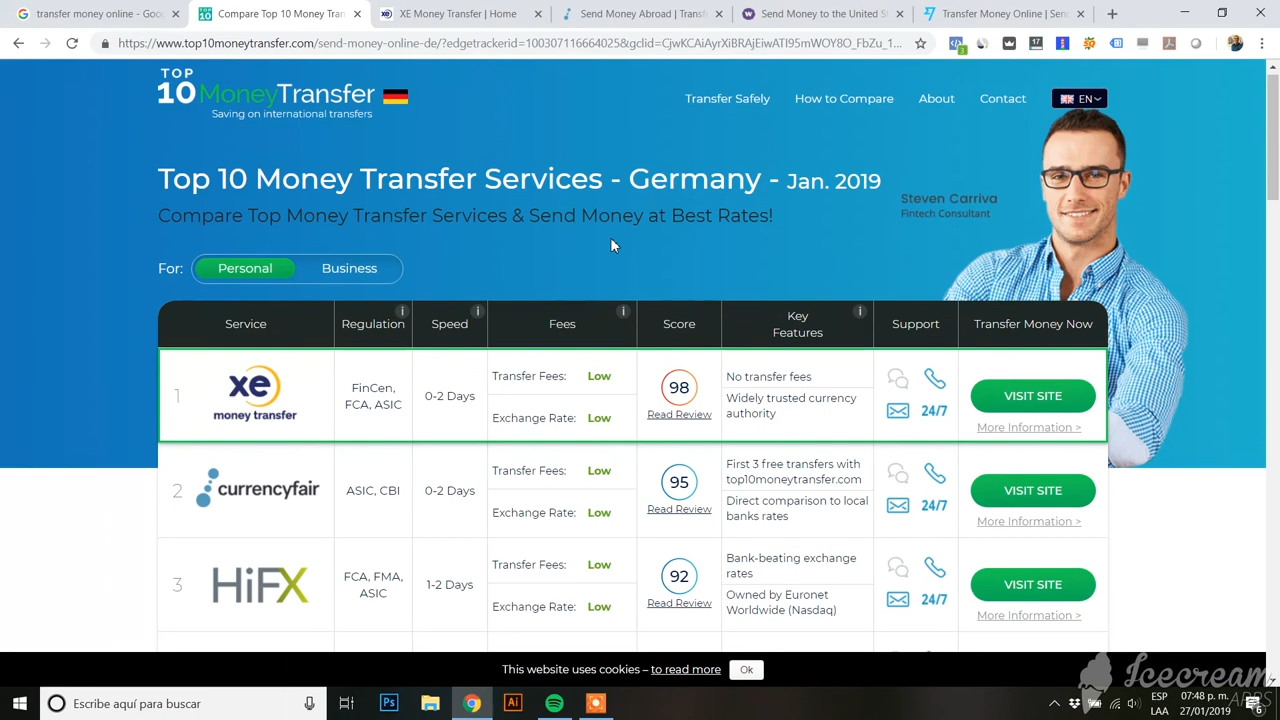 transfer money online - Goo
Compare Top 10 Money Transf
XE Money Transfer | Home
Send Money Abroad | Transf
Send Money to the United St
Transfer Money Online | Sen
https://www.top10moneytransfer.com/send-money-online-de/?edgetrackerid=100307116664025&gclid=CjwKCAiAyrXiBRAjEiwATI95mWOY8O_FbZu_1...
TOP
10 MoneyTransfer
Saving on international transfers
Transfer Safely
How to Compare
About
Contact
EN
Top 10 Money Transfer Services - Germany - Jan. 2019
Compare Top Money Transfer Services & Send Money at Best Rates!
Steven Carriva
Fintech Consultant
For: Personal Business
Service Regulation Speed Fees Score Key Features Support Transfer Money Now
1
xe
money transfer
FinCen,
FCA, ASIC
0-2 Days
Transfer Fees: Low
Exchange Rate: Low
98
Read Review
No transfer fees
Widely trusted currency
authority
24/7
VISIT SITE
More Information >
2
currencyfair
ASIC, CBI
0-2 Days
Transfer Fees: Low
Exchange Rate: Low
95
Read Review
First 3 free transfers with
top10moneytransfer.com
Direct comparison to local
banks rates
24/7
VISIT SITE
More Information >
3
HiFX
FCA, FMA,
ASIC
1-2 Days
Transfer Fees: Low
Exchange Rate: Low
92
Read Review
Bank-beating exchange
rates
Owned by Euronet
Worldwide (Nasdaq)
24/7
VISIT SITE
More Information >
This website uses cookies – to read more
Ok
Icecream
APPS
Escribe aquí para buscar
Ps
Ai
ESP
LAA
07:48 p. m.
27/01/2019